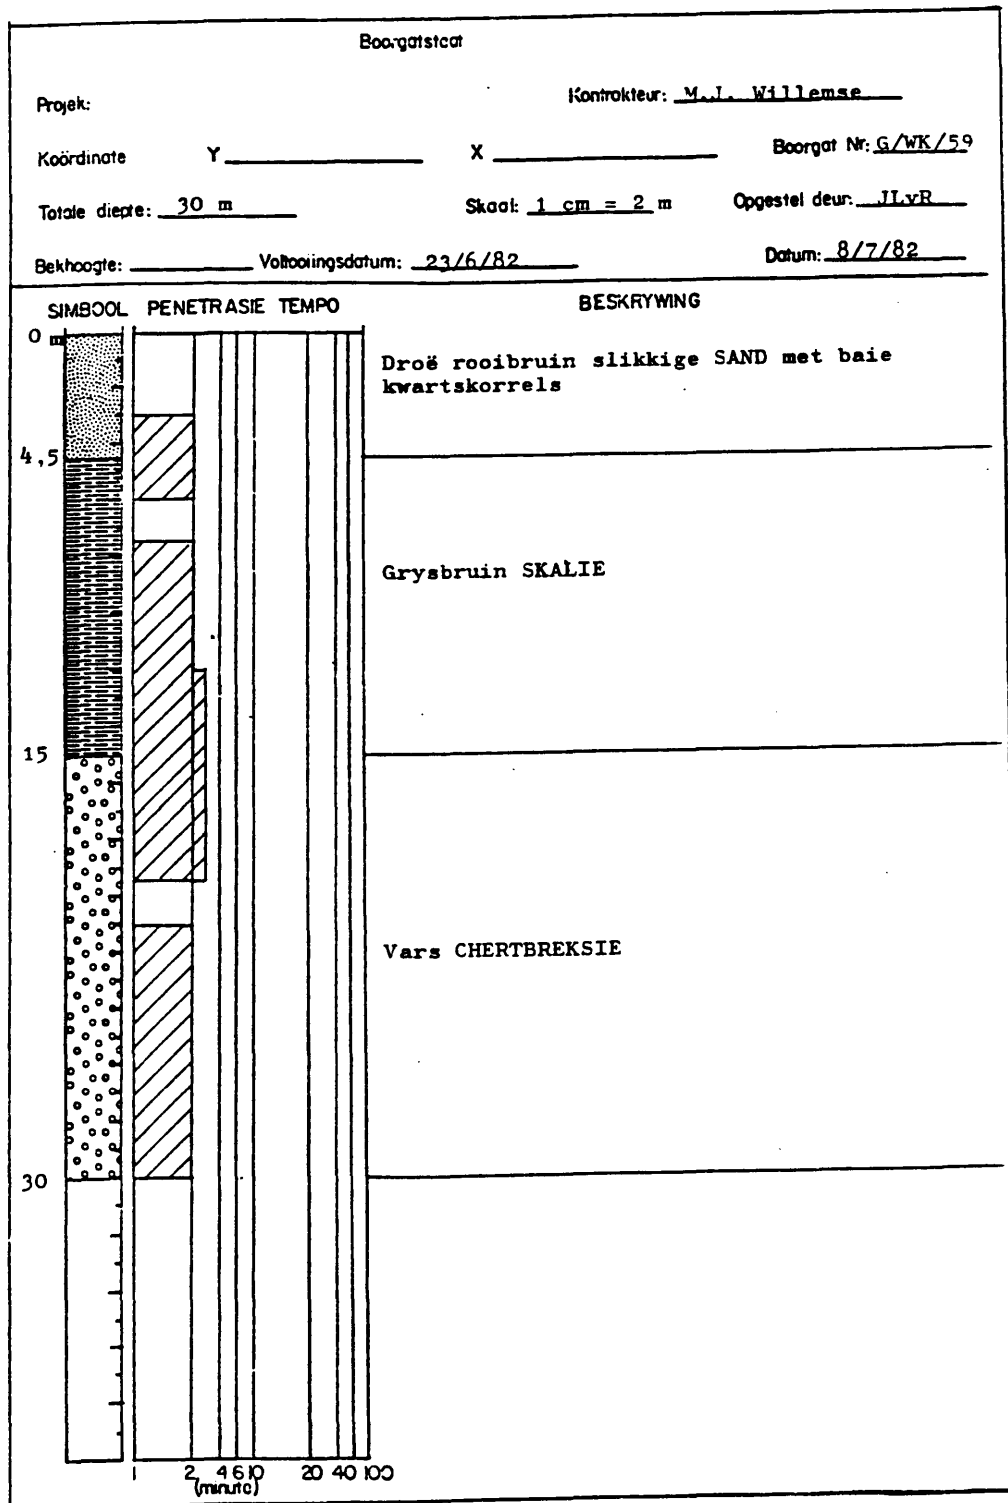 Boorgatstaat
Projek: Kontrakteur: M.J. Willemse
Koördinate Y X Boorgat Nr: G/WK/59
Totale diepte: 30 m Skaal: 1 cm = 2 m Opgestel deur: JLvR
Bekhoogte: Voltooiingsdatum: 23/6/82 Datum: 8/7/82
SIMBOOL PENETRASIE TEMPO BESKRYWING
0 m
Droë rooibruin slikkige SAND met baie
kwartskorrels
4,5
Grysbruin SKALIE
15
Vars CHERTBREKSIE
30
1 2 4 6 10 20 40 100
(minute)